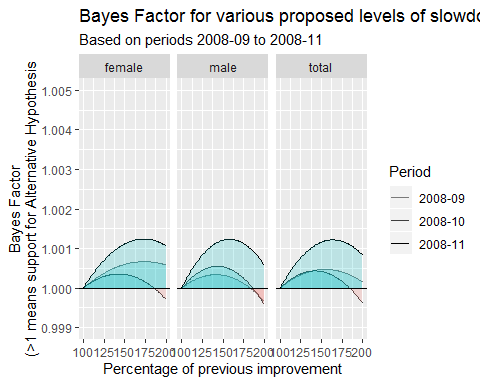 Bayes Factor for various proposed levels of slowdo
Based on periods 2008-09 to 2008-11
female male total
1.005
1.004
1.003
1.002
1.001
1.000
0.999
Bayes Factor
(>1 means support for Alternative Hypothesis
100125150175200 100125150175200 100125150175200
Percentage of previous improvement
Period
2008-09
2008-10
2008-11